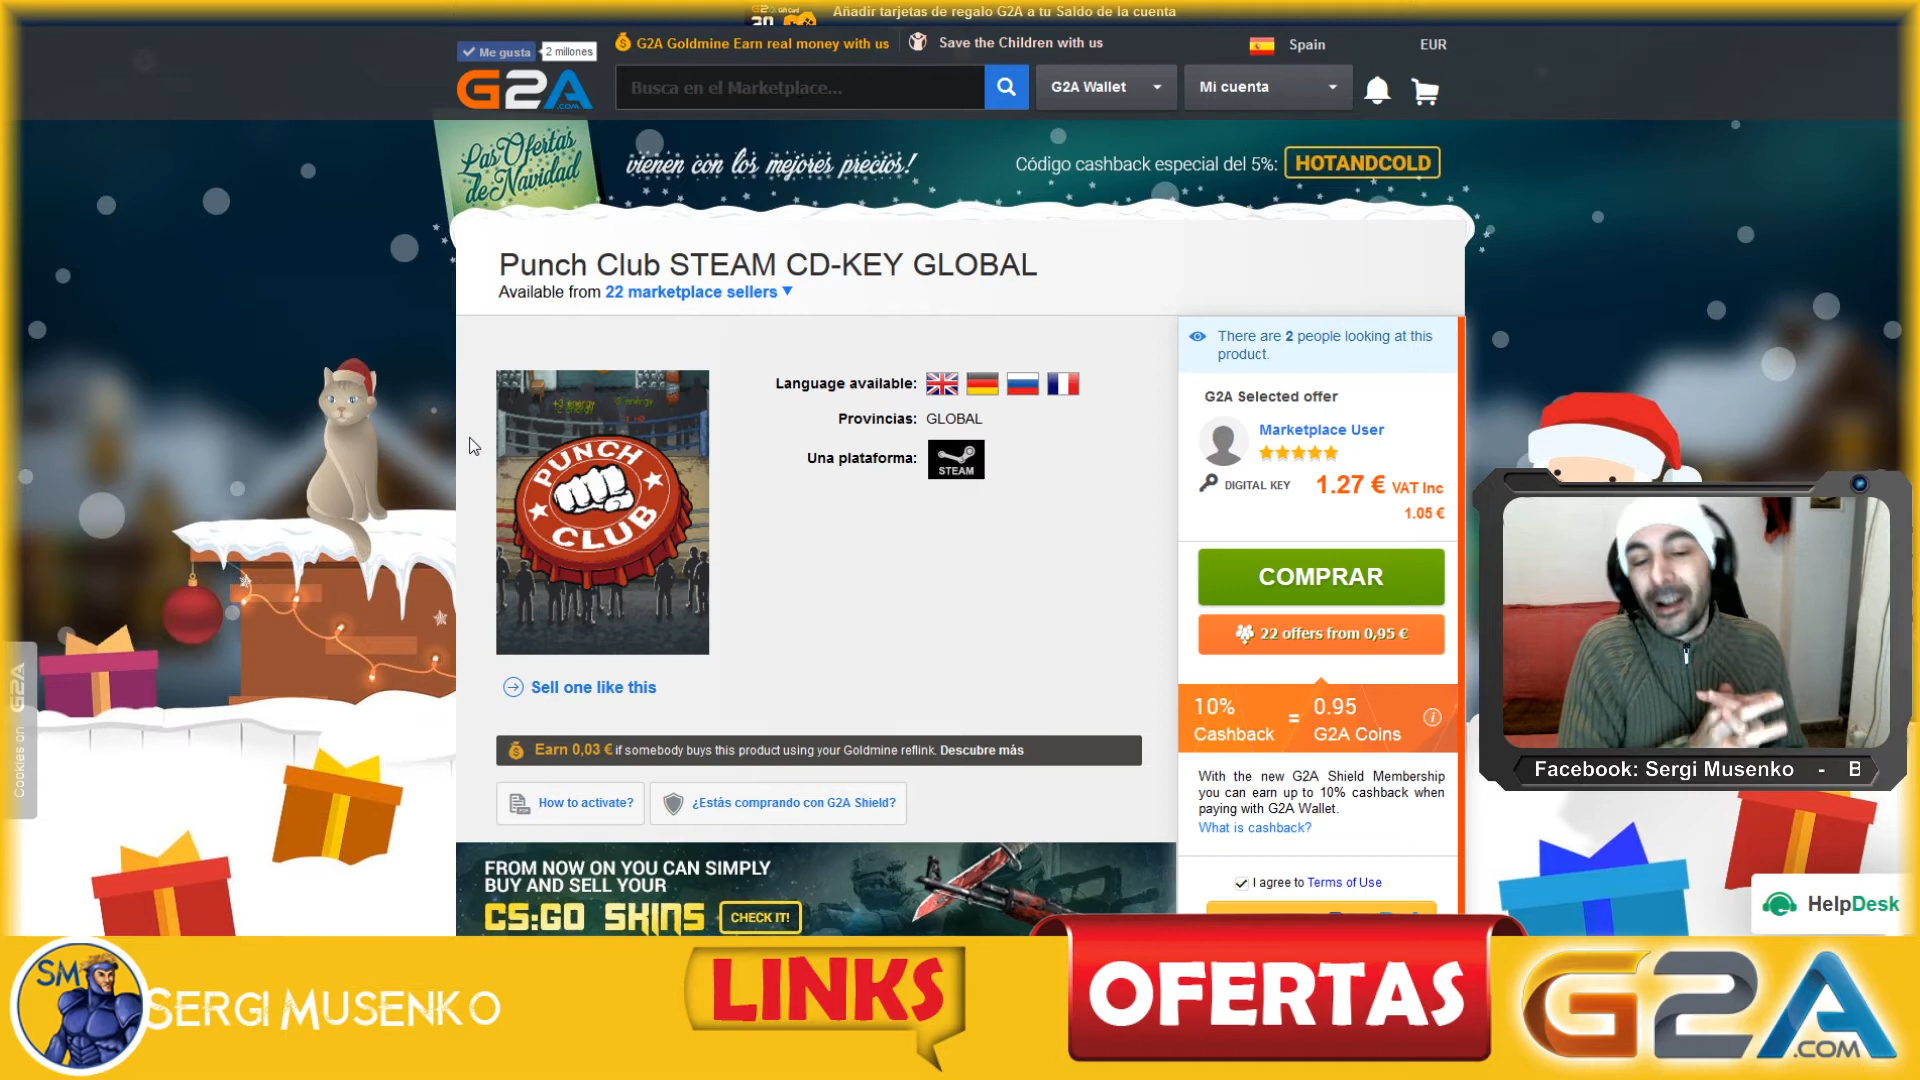 Añadir tarjetas de regalo G2A a tu Saldo de la cuenta
Me gusta 2 millones
G2A Goldmine Earn real money with us
Save the Children with us
Spain
EUR
G2A.COM
Busca en el Marketplace...
G2A Wallet
Mi cuenta
Las Ofertas de Navidad
vienen con los mejores precios!
Código cashback especial del 5%: HOTANDCOLD
Punch Club STEAM CD-KEY GLOBAL
Available from 22 marketplace sellers
There are 2 people looking at this
product.
Language available:
Provincias: GLOBAL
Una plataforma: STEAM
PUNCH
CLUB
G2A Selected offer
Marketplace User
DIGITAL KEY 1.27 € VAT Inc
1.05 €
COMPRAR
22 offers from 0,95 €
Sell one like this
10% Cashback = 0.95 G2A Coins
Earn 0,03 € if somebody buys this product using your Goldmine reflink. Descubre más
How to activate?
¿Estás comprando con G2A Shield?
With the new G2A Shield Membership
you can earn up to 10% cashback when
paying with G2A Wallet.
What is cashback?
I agree to Terms of Use
FROM NOW ON YOU CAN SIMPLY
BUY AND SELL YOUR
CS:GO SKINS CHECK IT!
Cookies on G2A
Facebook: Sergi Musenko - B
HelpDesk
SM
SERGI MUSENKO
LINKS
OFERTAS
G2A.COM